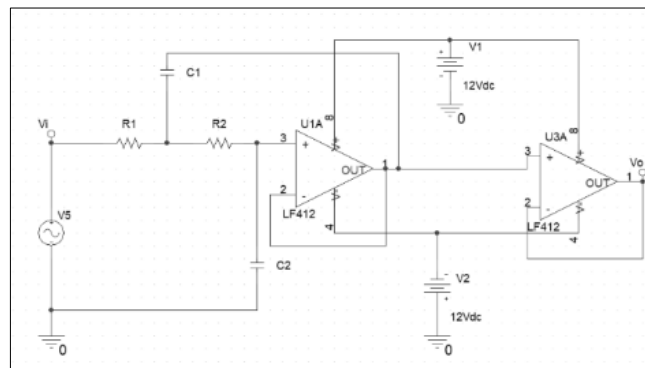 V1
C1
12Vdc
U1A
8
0
U3A
Vi
R1
R2
8
Vo
3
+
3
+
OUT
1
OUT
1
2
-
2
-
V5
LF412
4
LF412
4
C2
V2
12Vdc
0
0